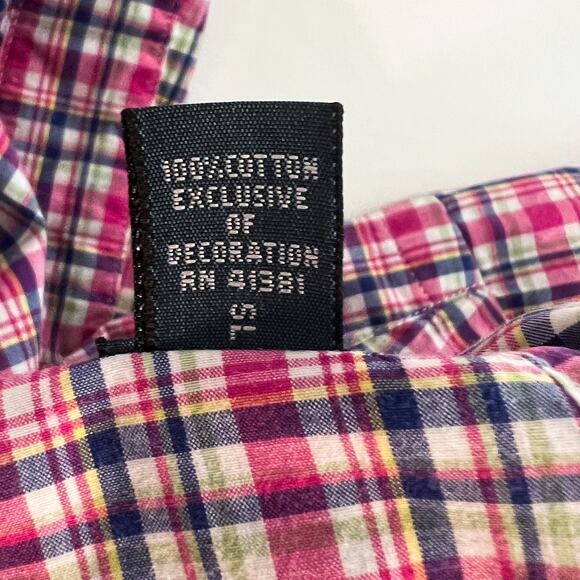 100% COTTON
EXCLUSIVE
OF
DECORATION
RN 41381
SL